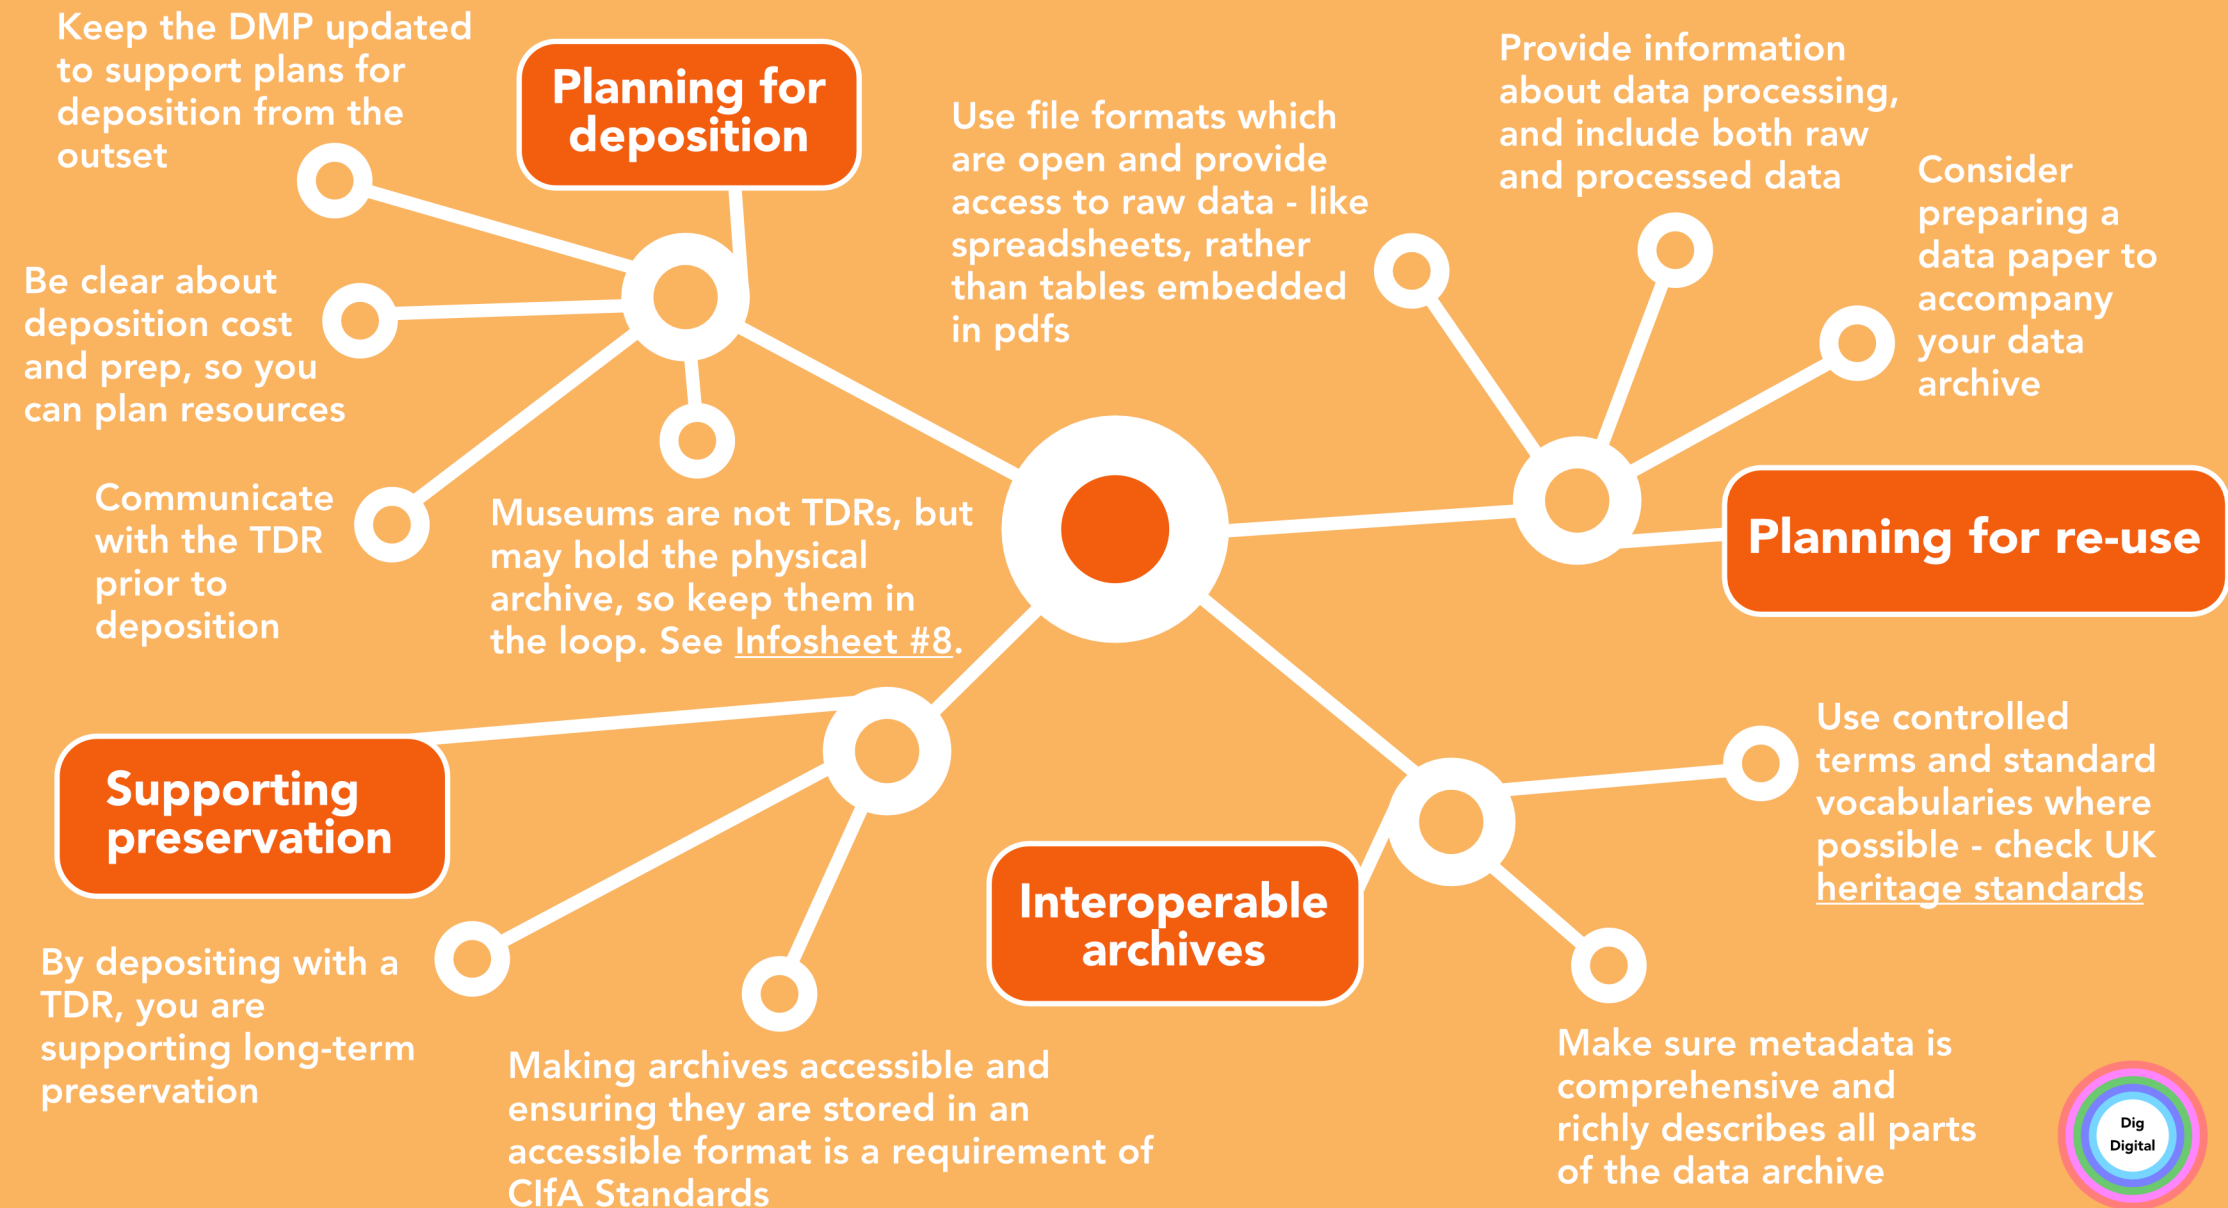 Keep the DMP updated
to support plans for
deposition from the
outset
Planning for
deposition
Be clear about
deposition cost
and prep, so you
can plan resources
Communicate
with the TDR
prior to
deposition
Museums are not TDRs, but
may hold the physical
archive, so keep them in
the loop. See Infosheet #8.
Use file formats which
are open and provide
access to raw data - like
spreadsheets, rather
than tables embedded
in pdfs
Provide information
about data processing,
and include both raw
and processed data
Consider
preparing a
data paper to
accompany
your data
archive
Planning for re-use
Supporting
preservation
By depositing with a
TDR, you are
supporting long-term
preservation
Making archives accessible and
ensuring they are stored in an
accessible format is a requirement of
CIfA Standards
Interoperable
archives
Use controlled
terms and standard
vocabularies where
possible - check UK
heritage standards
Make sure metadata is
comprehensive and
richly describes all parts
of the data archive
Dig
Digital